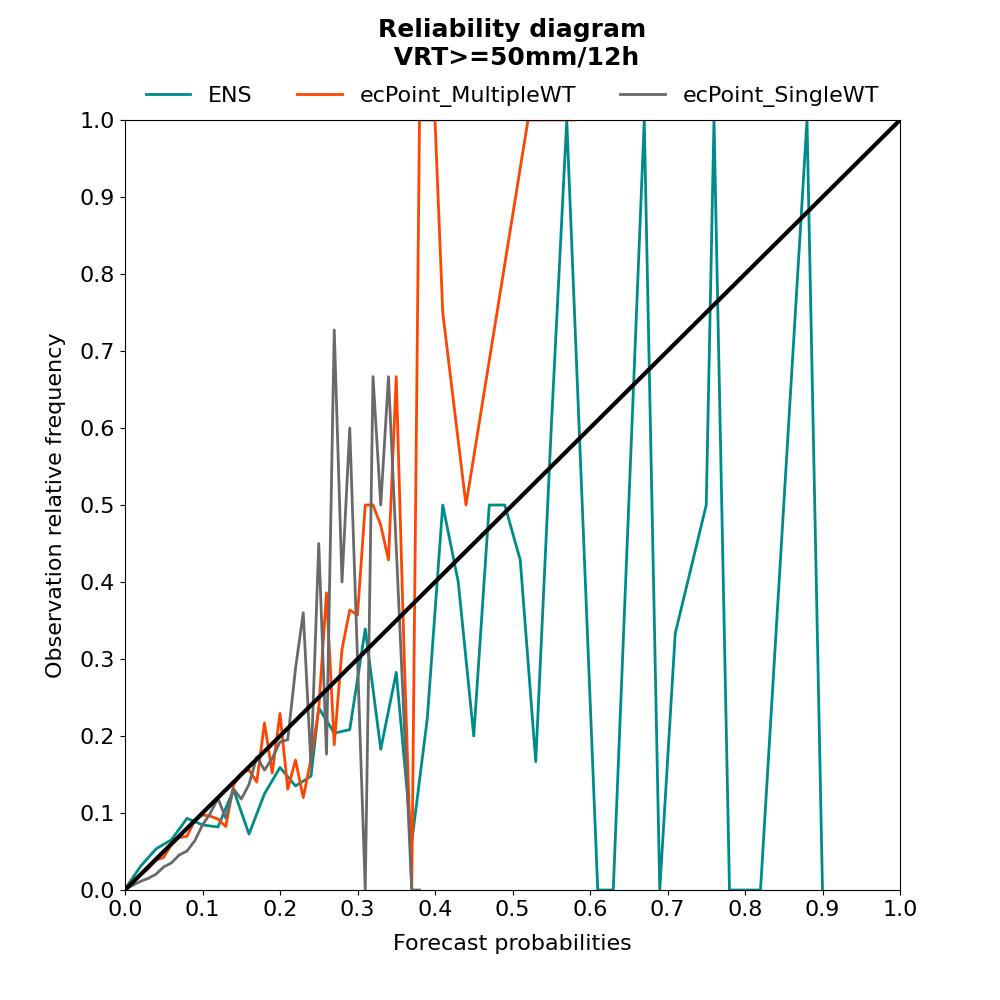 Reliability diagram
VRT>=50mm/12h
ENS ecPoint_MultipleWT ecPoint_SingleWT
1.0
0.9
0.8
0.7
0.6
0.5
0.4
0.3
0.2
0.1
0.0
Observation relative frequency
0.0 0.1 0.2 0.3 0.4 0.5 0.6 0.7 0.8 0.9 1.0
Forecast probabilities